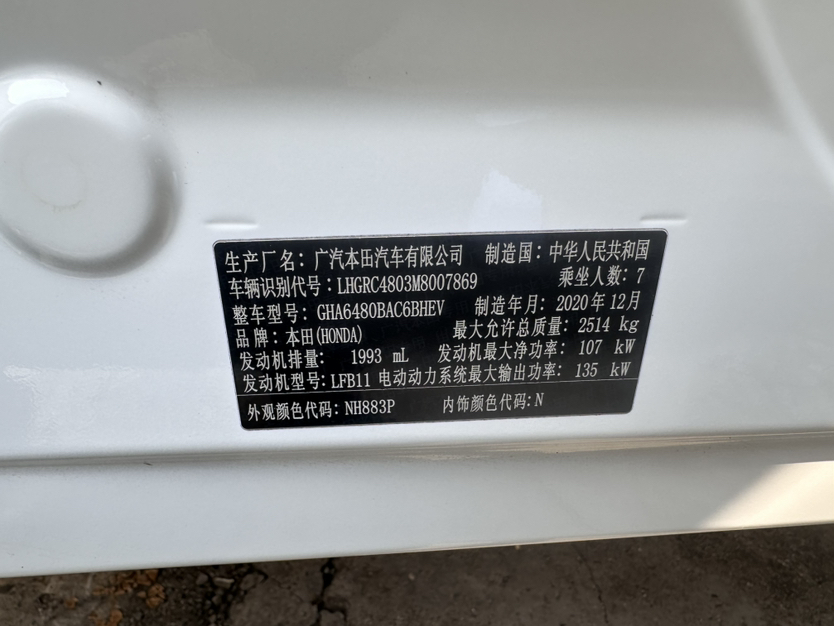 生产厂名：广汽本田汽车有限公司 制造国：中华人民共和国
车辆识别代号：LHGRC4803M8007869 乘坐人数：7
整车型号：GHA6480BAC6BHEV 制造年月：2020年12月
品牌：本田(HONDA) 最大允许总质量：2514 kg
发动机排量： 1993 mL 发动机最大净功率：107 kW
发动机型号：LFB11 电动动力系统最大输出功率：135 kW
外观颜色代码：NH883P 内饰颜色代码：N